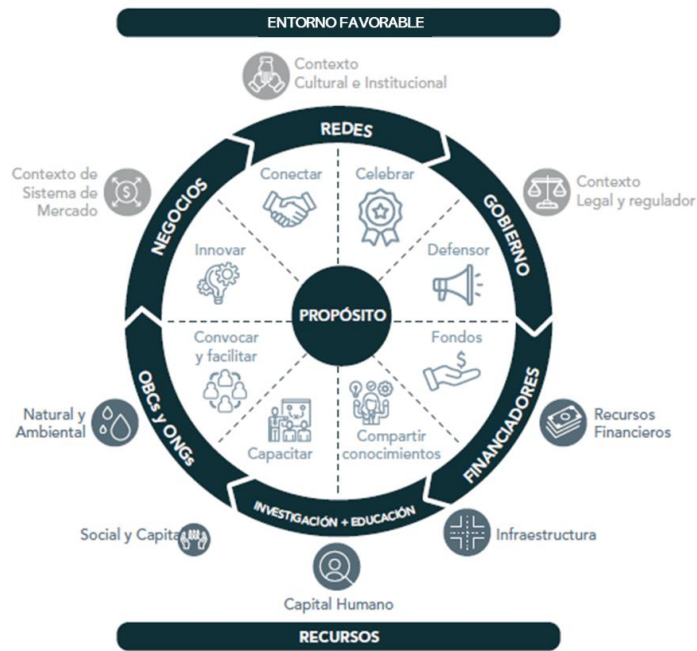 ENTORNO FAVORABLE
Contexto
Cultural e Institucional
REDES
Contexto de
Sistema de
Mercado
Contexto
Legal y regulador
NEGOCIOS
GOBIERNO
Conectar
Celebrar
Innovar
Defensor
PROPÓSITO
Convocar
y facilitar
Fondos
Capacitar
Compartir
conocimientos
OBCs y ONGs
FINANCIADORES
INVESTIGACIÓN + EDUCACIÓN
Natural y
Ambiental
Recursos
Financieros
Social y Capita
Infraestructura
Capital Humano
RECURSOS